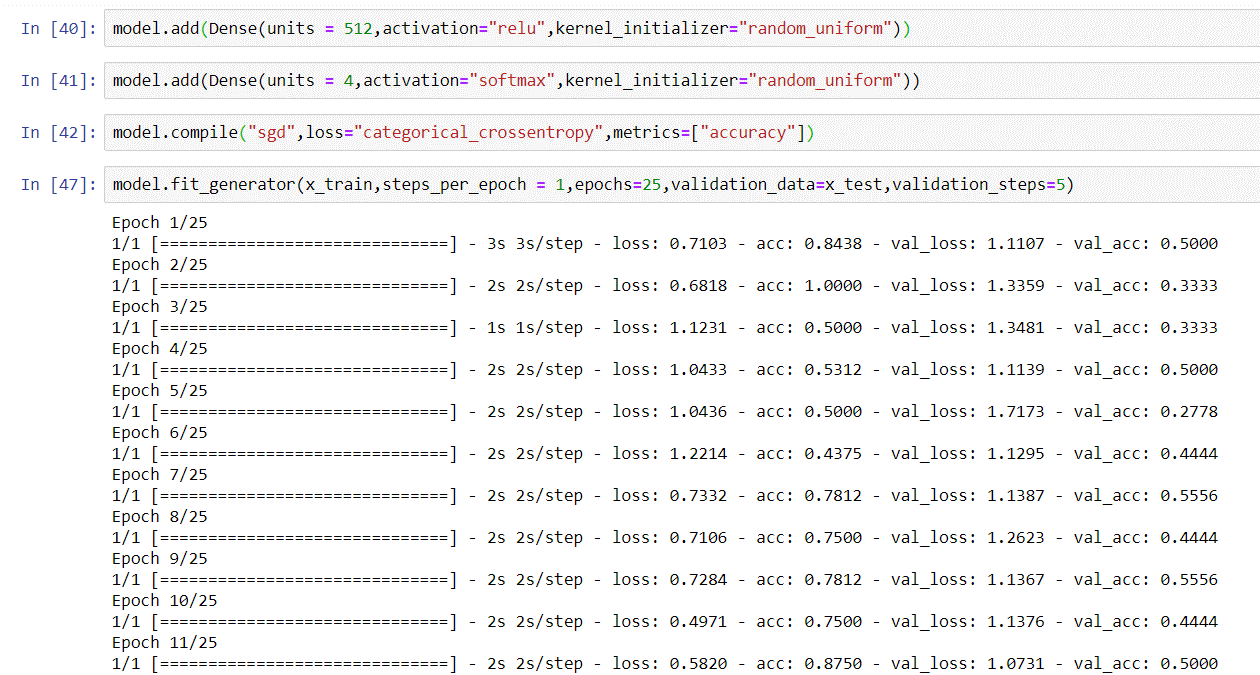 In [40]: model.add(Dense(units = 512,activation="relu",kernel_initializer="random_uniform"))
In [41]: model.add(Dense(units = 4,activation="softmax",kernel_initializer="random_uniform"))
In [42]: model.compile("sgd",loss="categorical_crossentropy",metrics=["accuracy"])
In [47]: model.fit_generator(x_train,steps_per_epoch = 1,epochs=25,validation_data=x_test,validation_steps=5)
Epoch 1/25
1/1 [==============================] - 3s 3s/step - loss: 0.7103 - acc: 0.8438 - val_loss: 1.1107 - val_acc: 0.5000
Epoch 2/25
1/1 [==============================] - 2s 2s/step - loss: 0.6818 - acc: 1.0000 - val_loss: 1.3359 - val_acc: 0.3333
Epoch 3/25
1/1 [==============================] - 1s 1s/step - loss: 1.1231 - acc: 0.5000 - val_loss: 1.3481 - val_acc: 0.3333
Epoch 4/25
1/1 [==============================] - 2s 2s/step - loss: 1.0433 - acc: 0.5312 - val_loss: 1.1139 - val_acc: 0.5000
Epoch 5/25
1/1 [==============================] - 2s 2s/step - loss: 1.0436 - acc: 0.5000 - val_loss: 1.7173 - val_acc: 0.2778
Epoch 6/25
1/1 [==============================] - 2s 2s/step - loss: 1.2214 - acc: 0.4375 - val_loss: 1.1295 - val_acc: 0.4444
Epoch 7/25
1/1 [==============================] - 2s 2s/step - loss: 0.7332 - acc: 0.7812 - val_loss: 1.1387 - val_acc: 0.5556
Epoch 8/25
1/1 [==============================] - 2s 2s/step - loss: 0.7106 - acc: 0.7500 - val_loss: 1.2623 - val_acc: 0.4444
Epoch 9/25
1/1 [==============================] - 2s 2s/step - loss: 0.7284 - acc: 0.7812 - val_loss: 1.1367 - val_acc: 0.5556
Epoch 10/25
1/1 [==============================] - 2s 2s/step - loss: 0.4971 - acc: 0.7500 - val_loss: 1.1376 - val_acc: 0.4444
Epoch 11/25
1/1 [==============================] - 2s 2s/step - loss: 0.5820 - acc: 0.8750 - val_loss: 1.0731 - val_acc: 0.5000